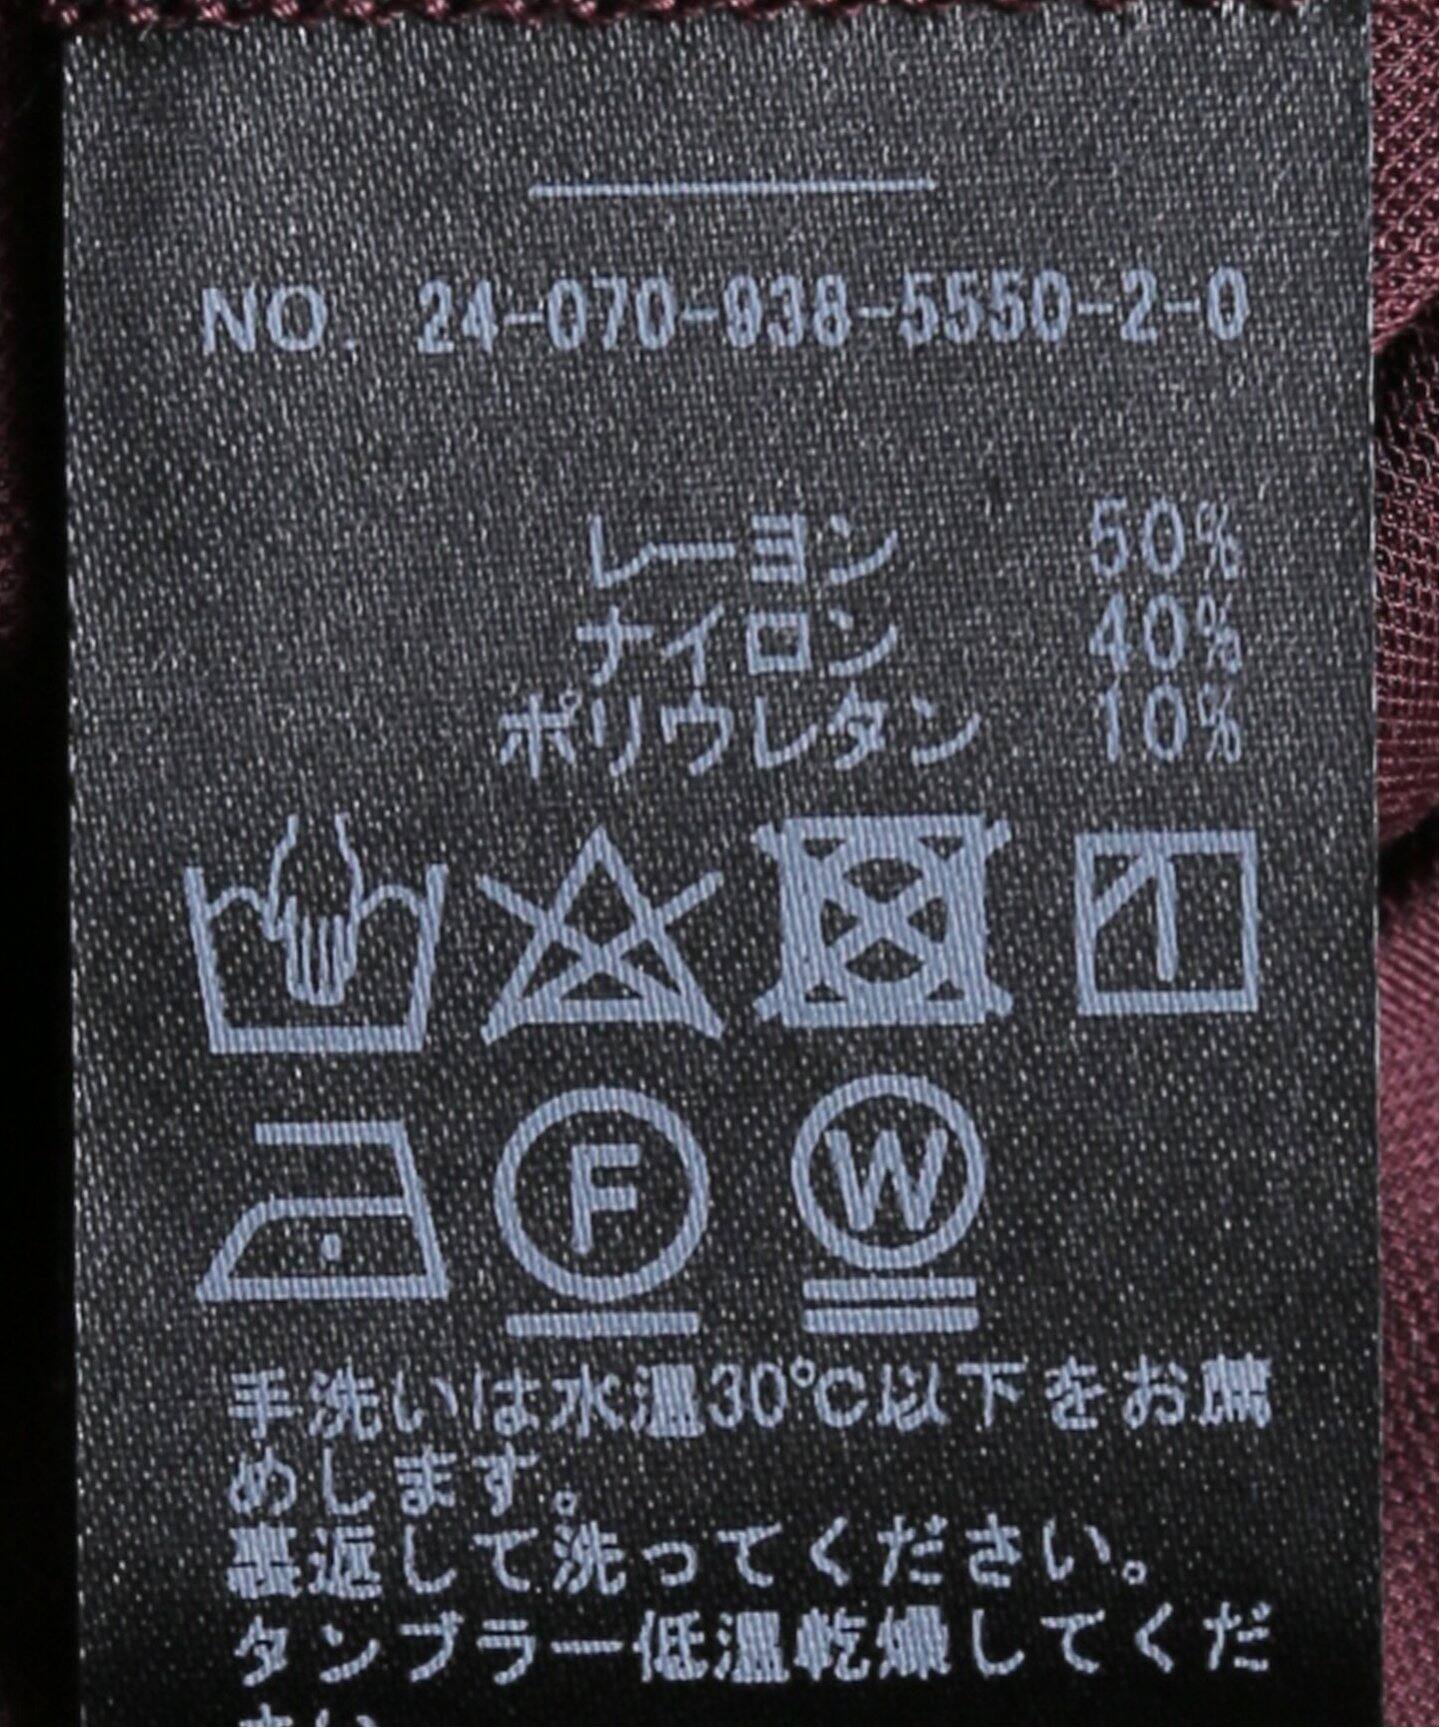 NO. 24-070-938-5550-2-0
レーヨン 50%
ナイロン 40%
ポリウレタン 10%
F W
手洗いは水温30℃以下をお薦
めします。
裏返して洗ってください。
タンブラー低温乾燥してくだ
さい